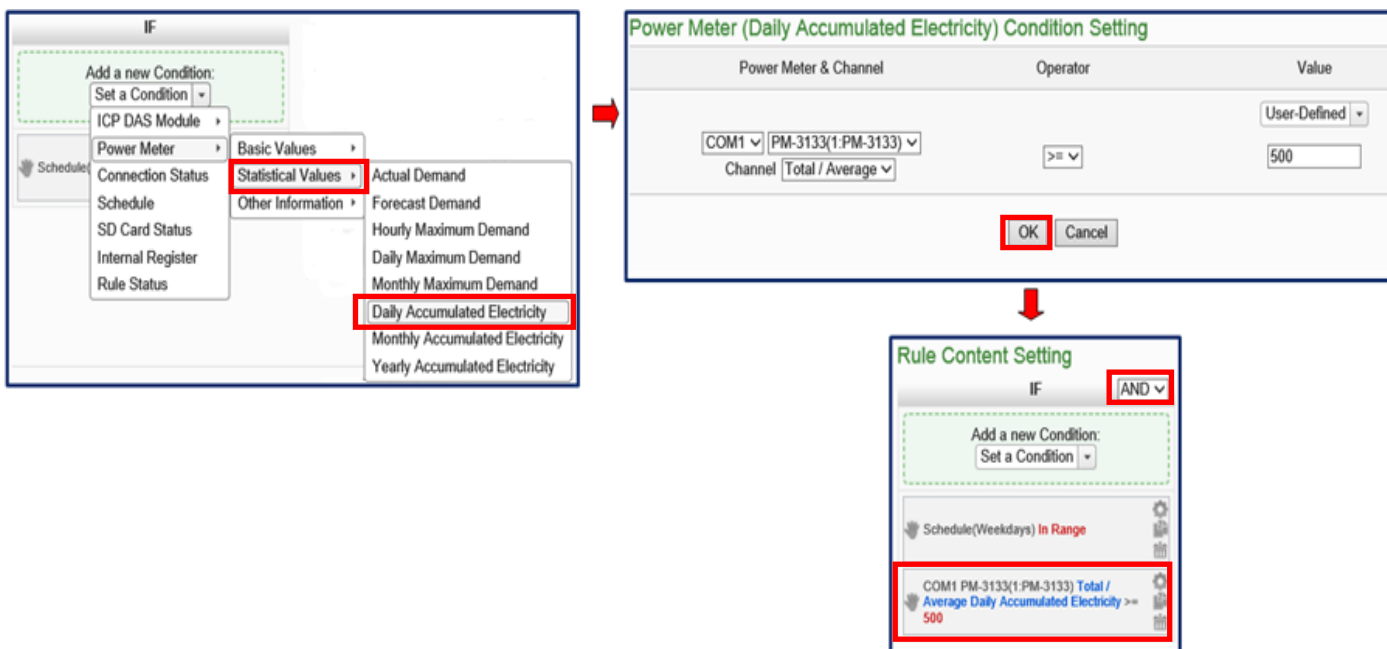 IF
Add a new Condition:
Set a Condition
ICP DAS Module
Power Meter
Connection Status
Schedule
SD Card Status
Internal Register
Rule Status
Schedule(
Basic Values
Statistical Values
Other Information
Actual Demand
Forecast Demand
Hourly Maximum Demand
Daily Maximum Demand
Monthly Maximum Demand
Daily Accumulated Electricity
Monthly Accumulated Electricity
Yearly Accumulated Electricity
Power Meter (Daily Accumulated Electricity) Condition Setting
Power Meter & Channel Operator Value
User-Defined
COM1 PM-3133(1:PM-3133) >= 500
Channel Total / Average
OK Cancel
Rule Content Setting
IF AND
Add a new Condition:
Set a Condition
Schedule(Weekdays) In Range
COM1 PM-3133(1:PM-3133) Total /
Average Daily Accumulated Electricity >=
500